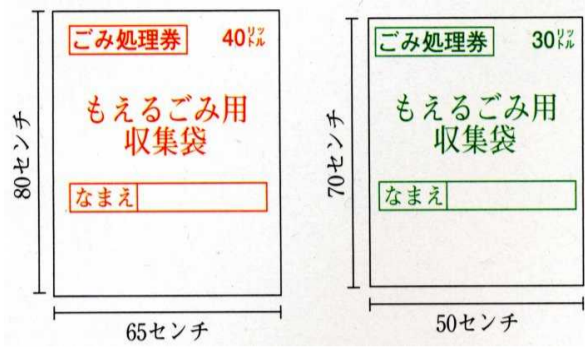 ごみ処理券 40リットル
もえるごみ用
収集袋
なまえ
80センチ
65センチ
ごみ処理券 30リットル
もえるごみ用
収集袋
なまえ
70センチ
50センチ